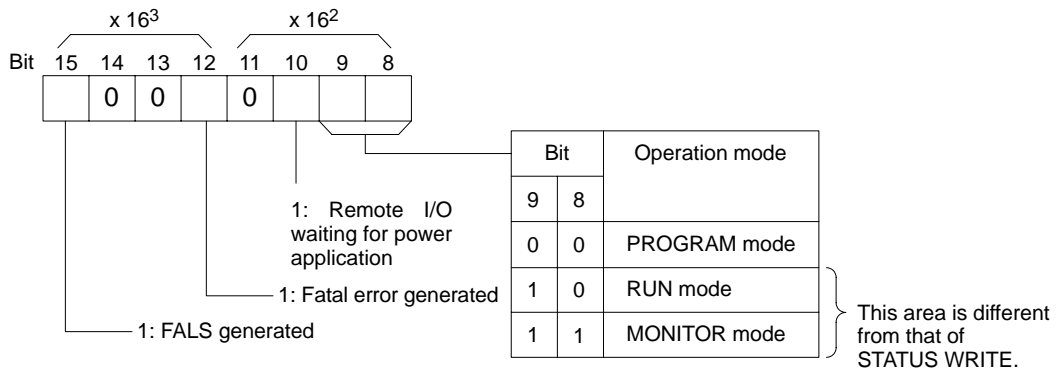 x 16³ x 16²
Bit 15 14 13 12 11 10 9 8
0 0 0
Bit Operation mode
9 8
0 0 PROGRAM mode
1 0 RUN mode
1 1 MONITOR mode
1: Remote I/O
waiting for power
application
1: Fatal error generated
1: FALS generated
This area is different
from that of
STATUS WRITE.